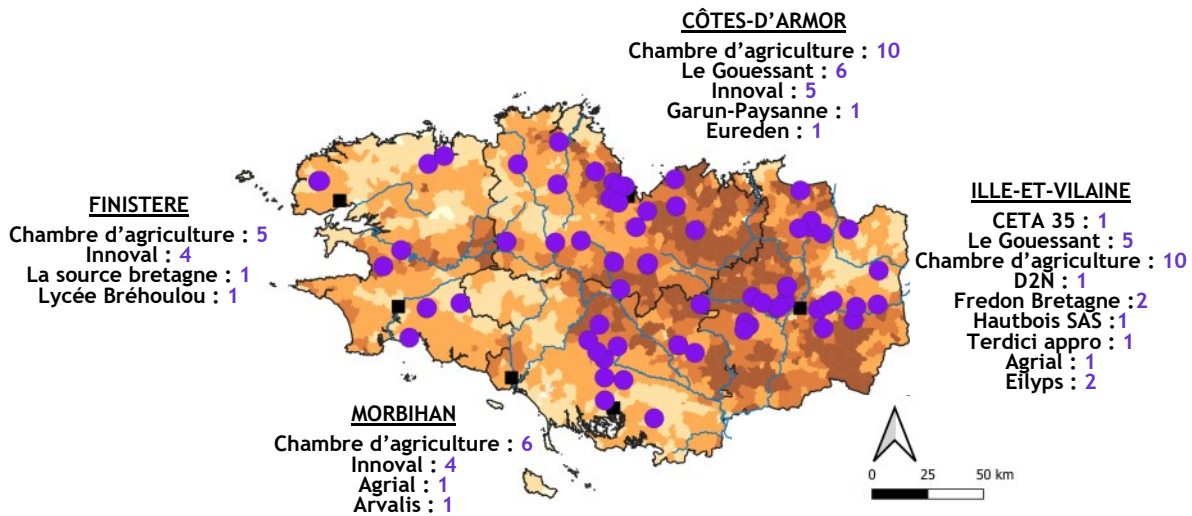 CÔTES-D'ARMOR
Chambre d'agriculture : 10
Le Gouessant : 6
Innoval : 5
Garun-Paysanne : 1
Eureden : 1
FINISTERE
Chambre d'agriculture : 5
Innoval : 4
La source bretagne : 1
Lycée Bréhoulou : 1
ILLE-ET-VILAINE
CETA 35 : 1
Le Gouessant : 5
Chambre d'agriculture : 10
D2N : 1
Fredon Bretagne :2
Hautbois SAS :1
Terdici appro : 1
Agrial : 1
Eilyps : 2
MORBIHAN
Chambre d'agriculture : 6
Innoval : 4
Agrial : 1
Arvalis : 1
0 25 50 km